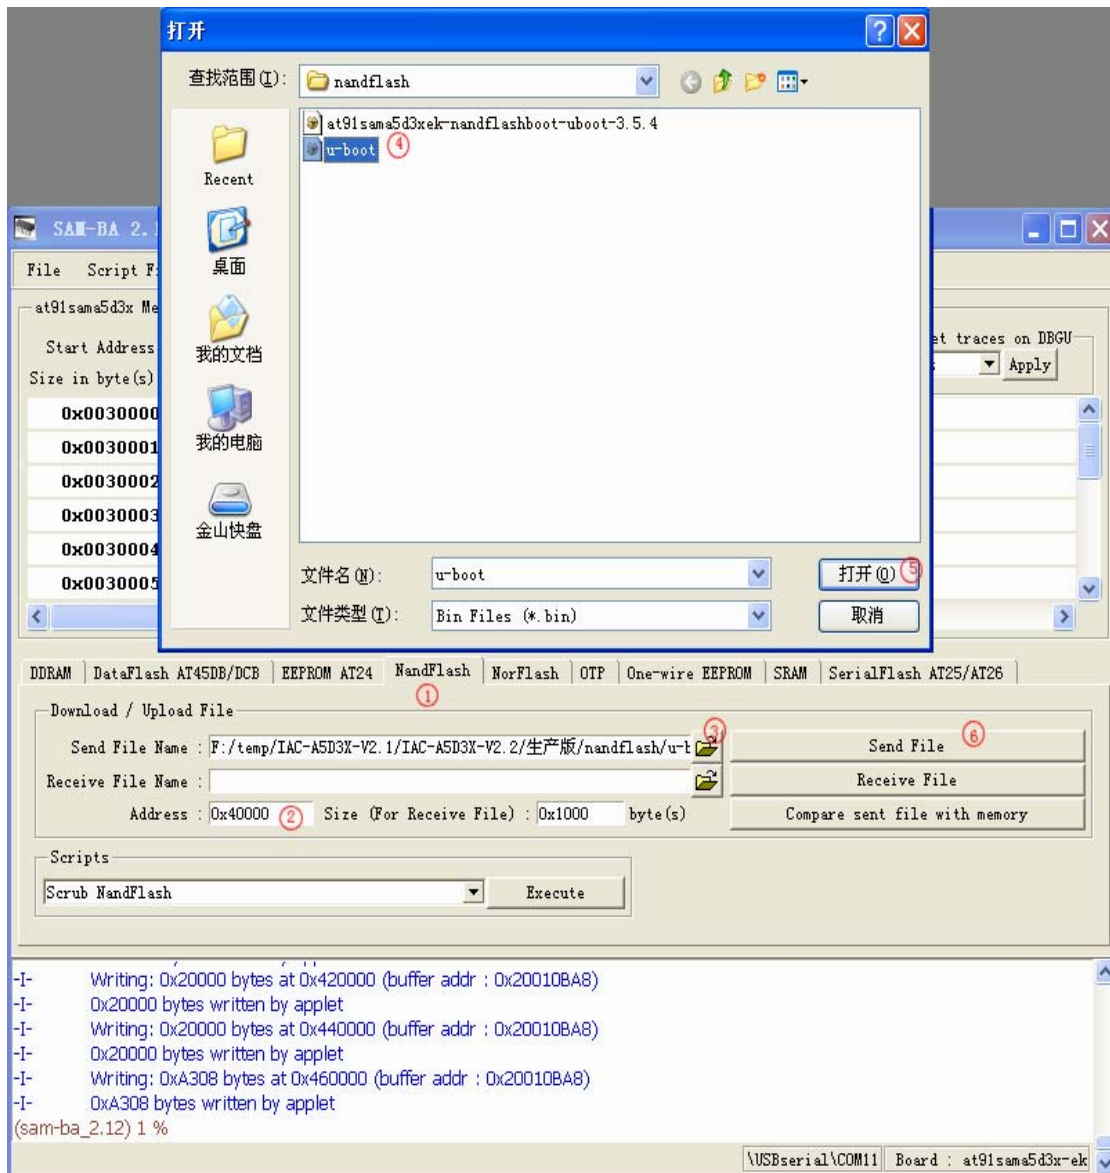 打开
查找范围(I):
nandflash
at91sama5d3xek-nandflashboot-uboot-3.5.4
u-boot ④
Recent
桌面
我的文档
我的电脑
金山快盘
文件名(N): u-boot 打开(O) ⑤
文件类型(T): Bin Files (*.bin) 取消
SAM-BA 2.1
File Script F
at91sama5d3x Me
et traces on DBGU
Start Address
Apply
Size in byte(s)
0x0030000
0x0030001
0x0030002
0x0030003
0x0030004
0x0030005
DDRAM DataFlash AT45DB/DCB EEPROM AT24 NandFlash NorFlash OTP One-wire EEPROM SRAM SerialFlash AT25/AT26
①
Download / Upload File
Send File Name : F:/temp/IAC-A5D3X-V2.1/IAC-A5D3X-V2.2/生产版/nandflash/u-b ③ Send File ⑥
Receive File Name : Receive File
Address : 0x40000 ② Size (For Receive File) : 0x1000 byte(s) Compare sent file with memory
Scripts
Scrub NandFlash Execute
-I- Writing: 0x20000 bytes at 0x420000 (buffer addr : 0x20010BA8)
-I- 0x20000 bytes written by applet
-I- Writing: 0x20000 bytes at 0x440000 (buffer addr : 0x20010BA8)
-I- 0x20000 bytes written by applet
-I- Writing: 0xA308 bytes at 0x460000 (buffer addr : 0x20010BA8)
-I- 0xA308 bytes written by applet
(sam-ba_2.12) 1 %
\USBserial\COM11 Board : at91sama5d3x-ek